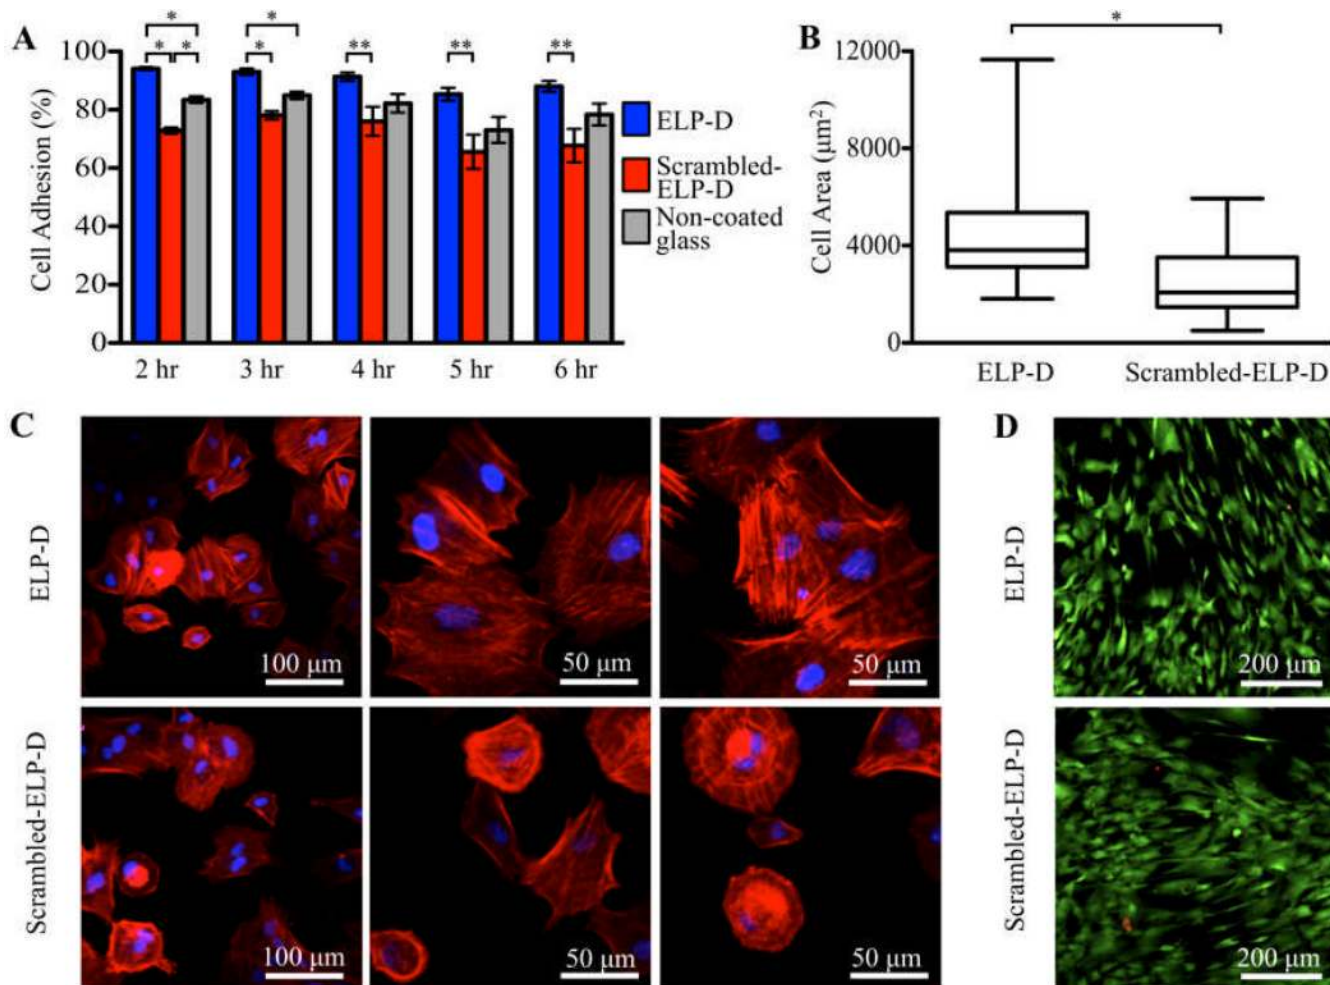 A
Cell Adhesion (%)
100
80
60
40
20
0
* * *
* *
**
**
**
2 hr 3 hr 4 hr 5 hr 6 hr
ELP-D
Scrambled-
ELP-D
Non-coated
glass
B
Cell Area (μm²)
12000
8000
4000
0
*
ELP-D Scrambled-ELP-D
C
ELP-D
100 μm
50 μm
50 μm
Scrambled-ELP-D
100 μm
50 μm
50 μm
D
ELP-D
200 μm
Scrambled-ELP-D
200 μm